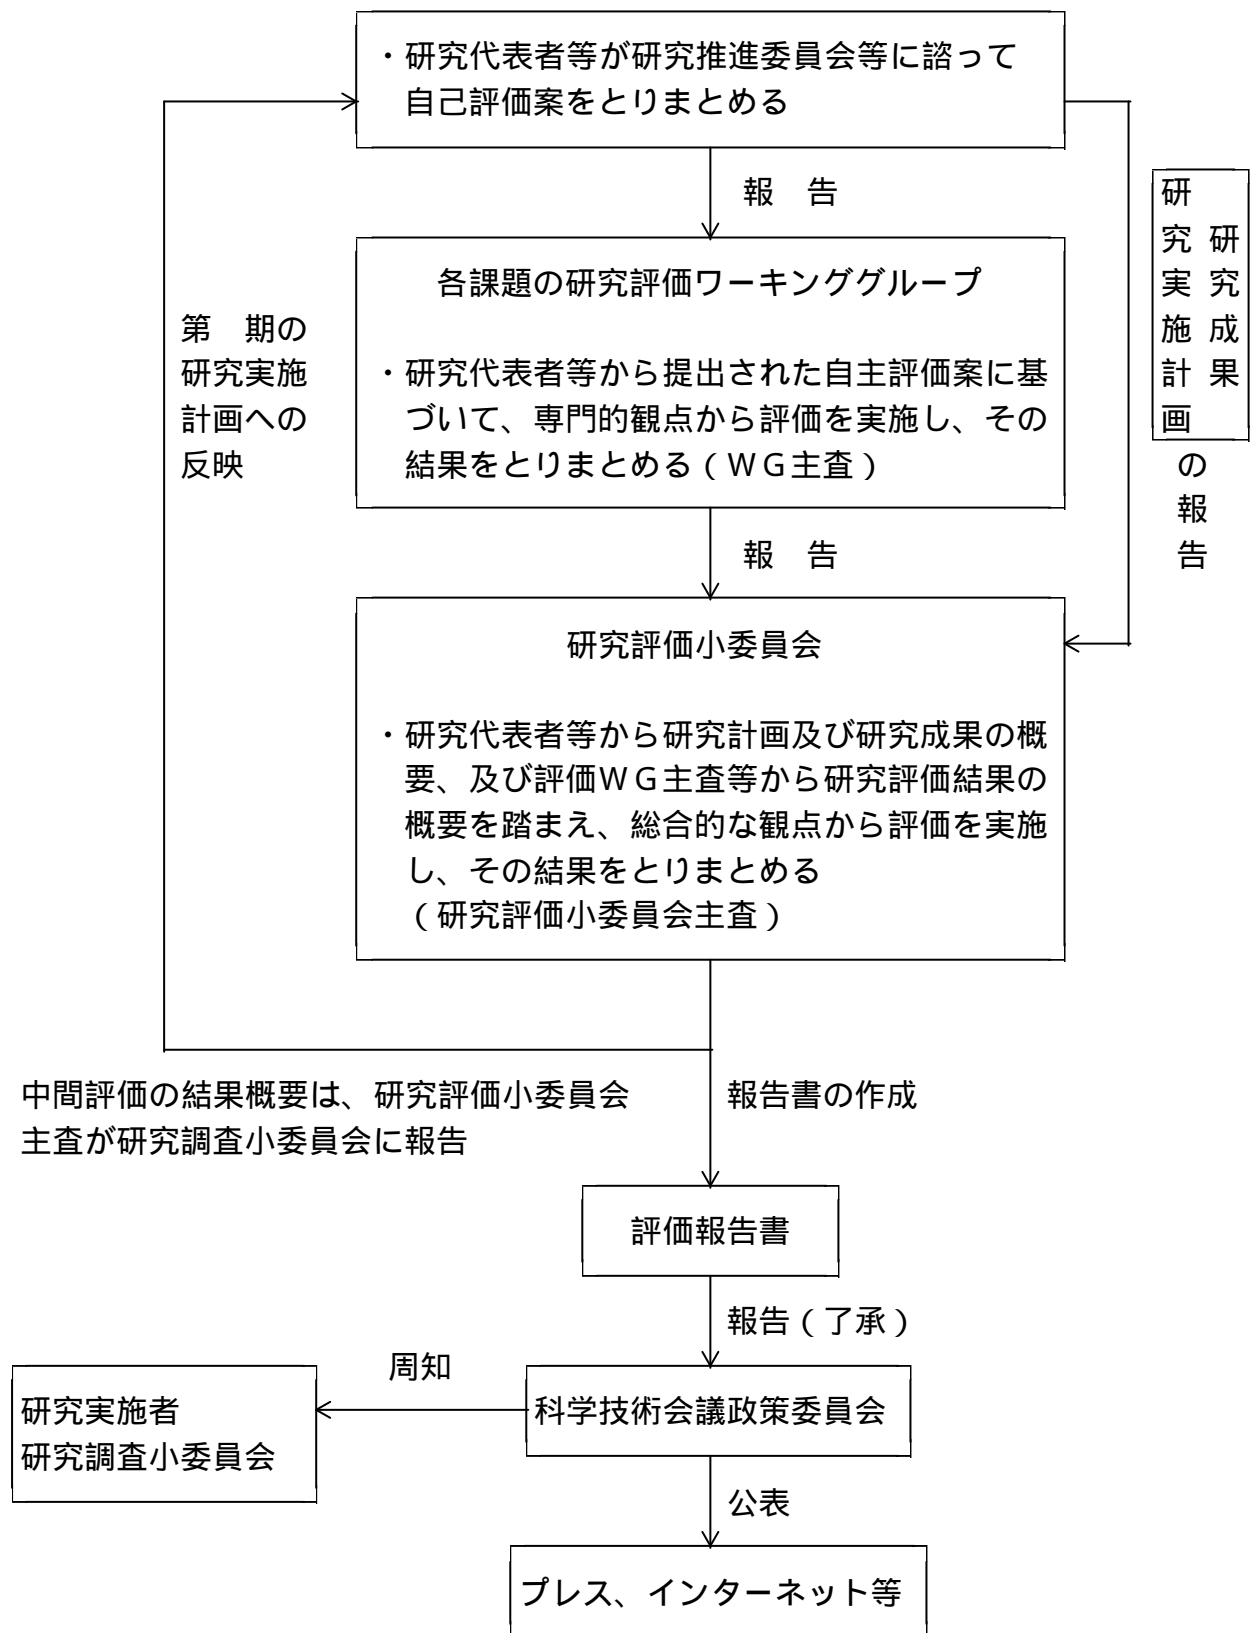 ・研究代表者等が研究推進委員会等に諮って
自己評価案をとりまとめる
報　告
研究実施計画
研究成果
の報告
各課題の研究評価ワーキンググループ
・研究代表者等から提出された自主評価案に基
づいて、専門的観点から評価を実施し、その
結果をとりまとめる（ＷＧ主査）
第　期の
研究実施
計画への
反映
報　告
研究評価小委員会
・研究代表者等から研究計画及び研究成果の概
要、及び評価ＷＧ主査等から研究評価結果の
概要を踏まえ、総合的な観点から評価を実施
し、その結果をとりまとめる
（研究評価小委員会主査）
中間評価の結果概要は、研究評価小委員会
主査が研究調査小委員会に報告
報告書の作成
評価報告書
報告（了承）
科学技術会議政策委員会
周知
研究実施者
研究調査小委員会
公表
プレス、インターネット等